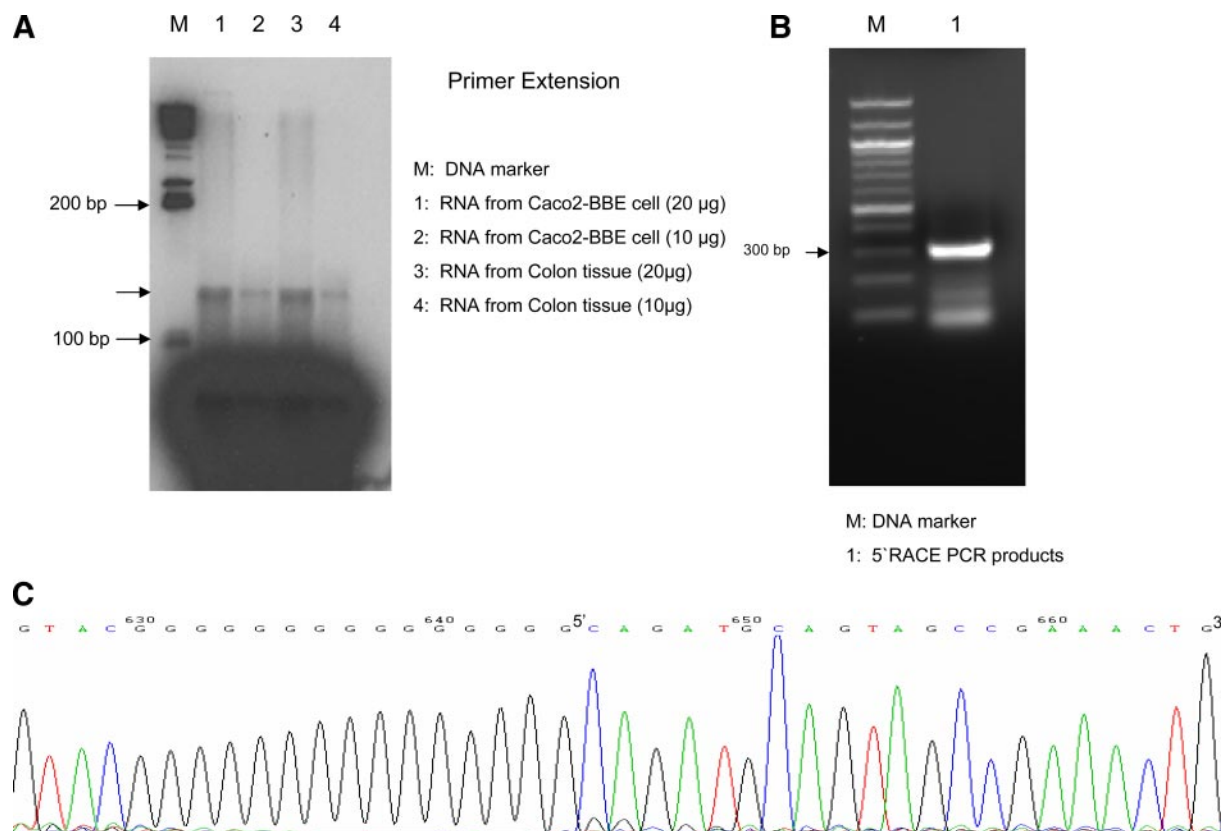 A
M 1 2 3 4
Primer Extension
200 bp
100 bp
M: DNA marker
1: RNA from Caco2-BBE cell (20 µg)
2: RNA from Caco2-BBE cell (10 µg)
3: RNA from Colon tissue (20µg)
4: RNA from Colon tissue (10µg)
B
M 1
300 bp
M: DNA marker
1: 5`RACE PCR products
C
630 640 5' 650 660 3
G T A C G G G G G G G G G G G G G G G C A G A T G C A G T A G C C G A A A C T G